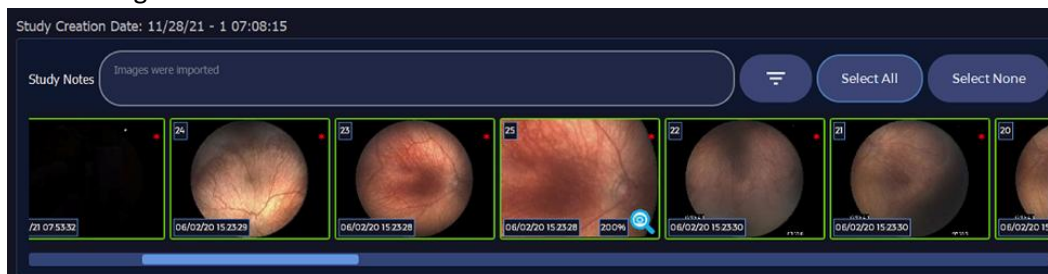 Study Creation Date: 11/28/21 - 1 07:08:15
Study Notes
Images were imported
Select All
Select None
24
23
25
22
21
20
/21 07:53:32
06/02/20 15:23:29
06/02/20 15:23:28
06/02/20 15:23:28
200%
06/02/20 15:23:30
06/02/20 15:23:30
06/02/20 15